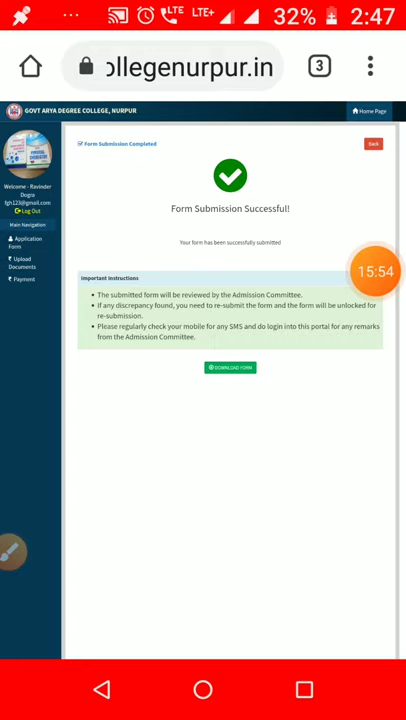 LTE LTE+ 32% 2:47
ollegenurpur.in 3
GOVT ARYA DEGREE COLLEGE, NURPUR Home Page
Welcome - Ravinder
Dogra
fgh123@gmail.com
Log Out
Main Navigation
Application
Form
Upload
Documents
Payment
Form Submission Completed Back
Form Submission Successful!
Your form has been successfully submitted
15:54
Important Instructions
The submitted form will be reviewed by the Admission Committee.
If any discrepancy found, you need to re-submit the form and the form will be unlocked for
re-submission.
Please regularly check your mobile for any SMS and do login into this portal for any remarks
from the Admission Committee.
DOWNLOAD FORM